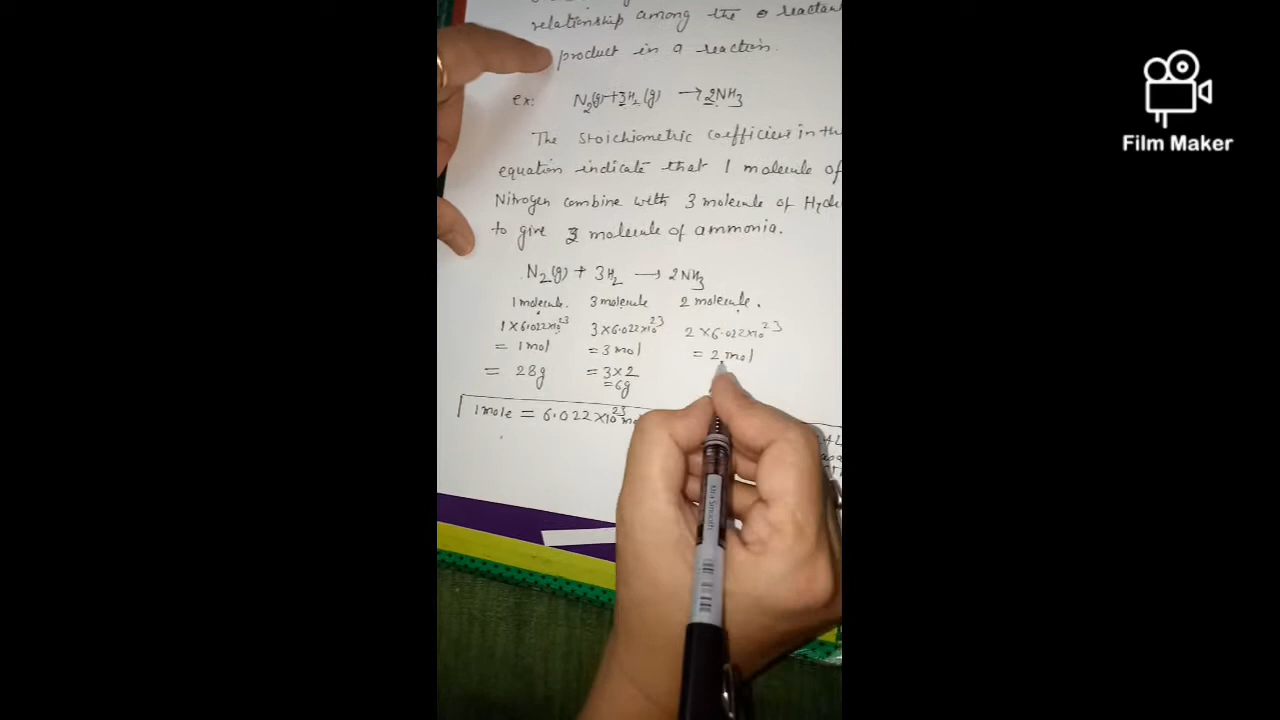 relationship among the reactan
product in a reaction.
ex: N2(g)+3H2(g) → 2NH3
The stoichiometric coefficient in the
equation indicate that 1 molecule of
Nitrogen combine with 3 molecule of Hydr
to give 2 molecule of ammonia.
N2(g) + 3H2 → 2NH3
1 molecule. 3 molecule 2 molecule.
1×6.022×10^23 3×6.022×10^23 2×6.022×10^23
= 1 mol = 3 mol = 2 mol
= 28g = 3×2
= 6g
1 mole = 6.022×10^23 mo
Film Maker